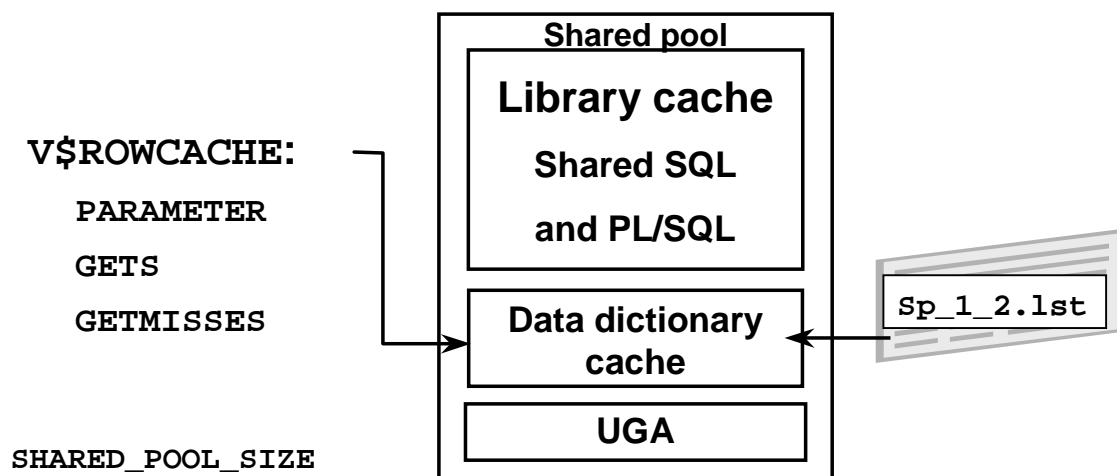 Shared pool
Library cache
Shared SQL
and PL/SQL
V$ROWCACHE:
PARAMETER
GETS
GETMISSES
Data dictionary
cache
Sp_1_2.lst
UGA
SHARED_POOL_SIZE